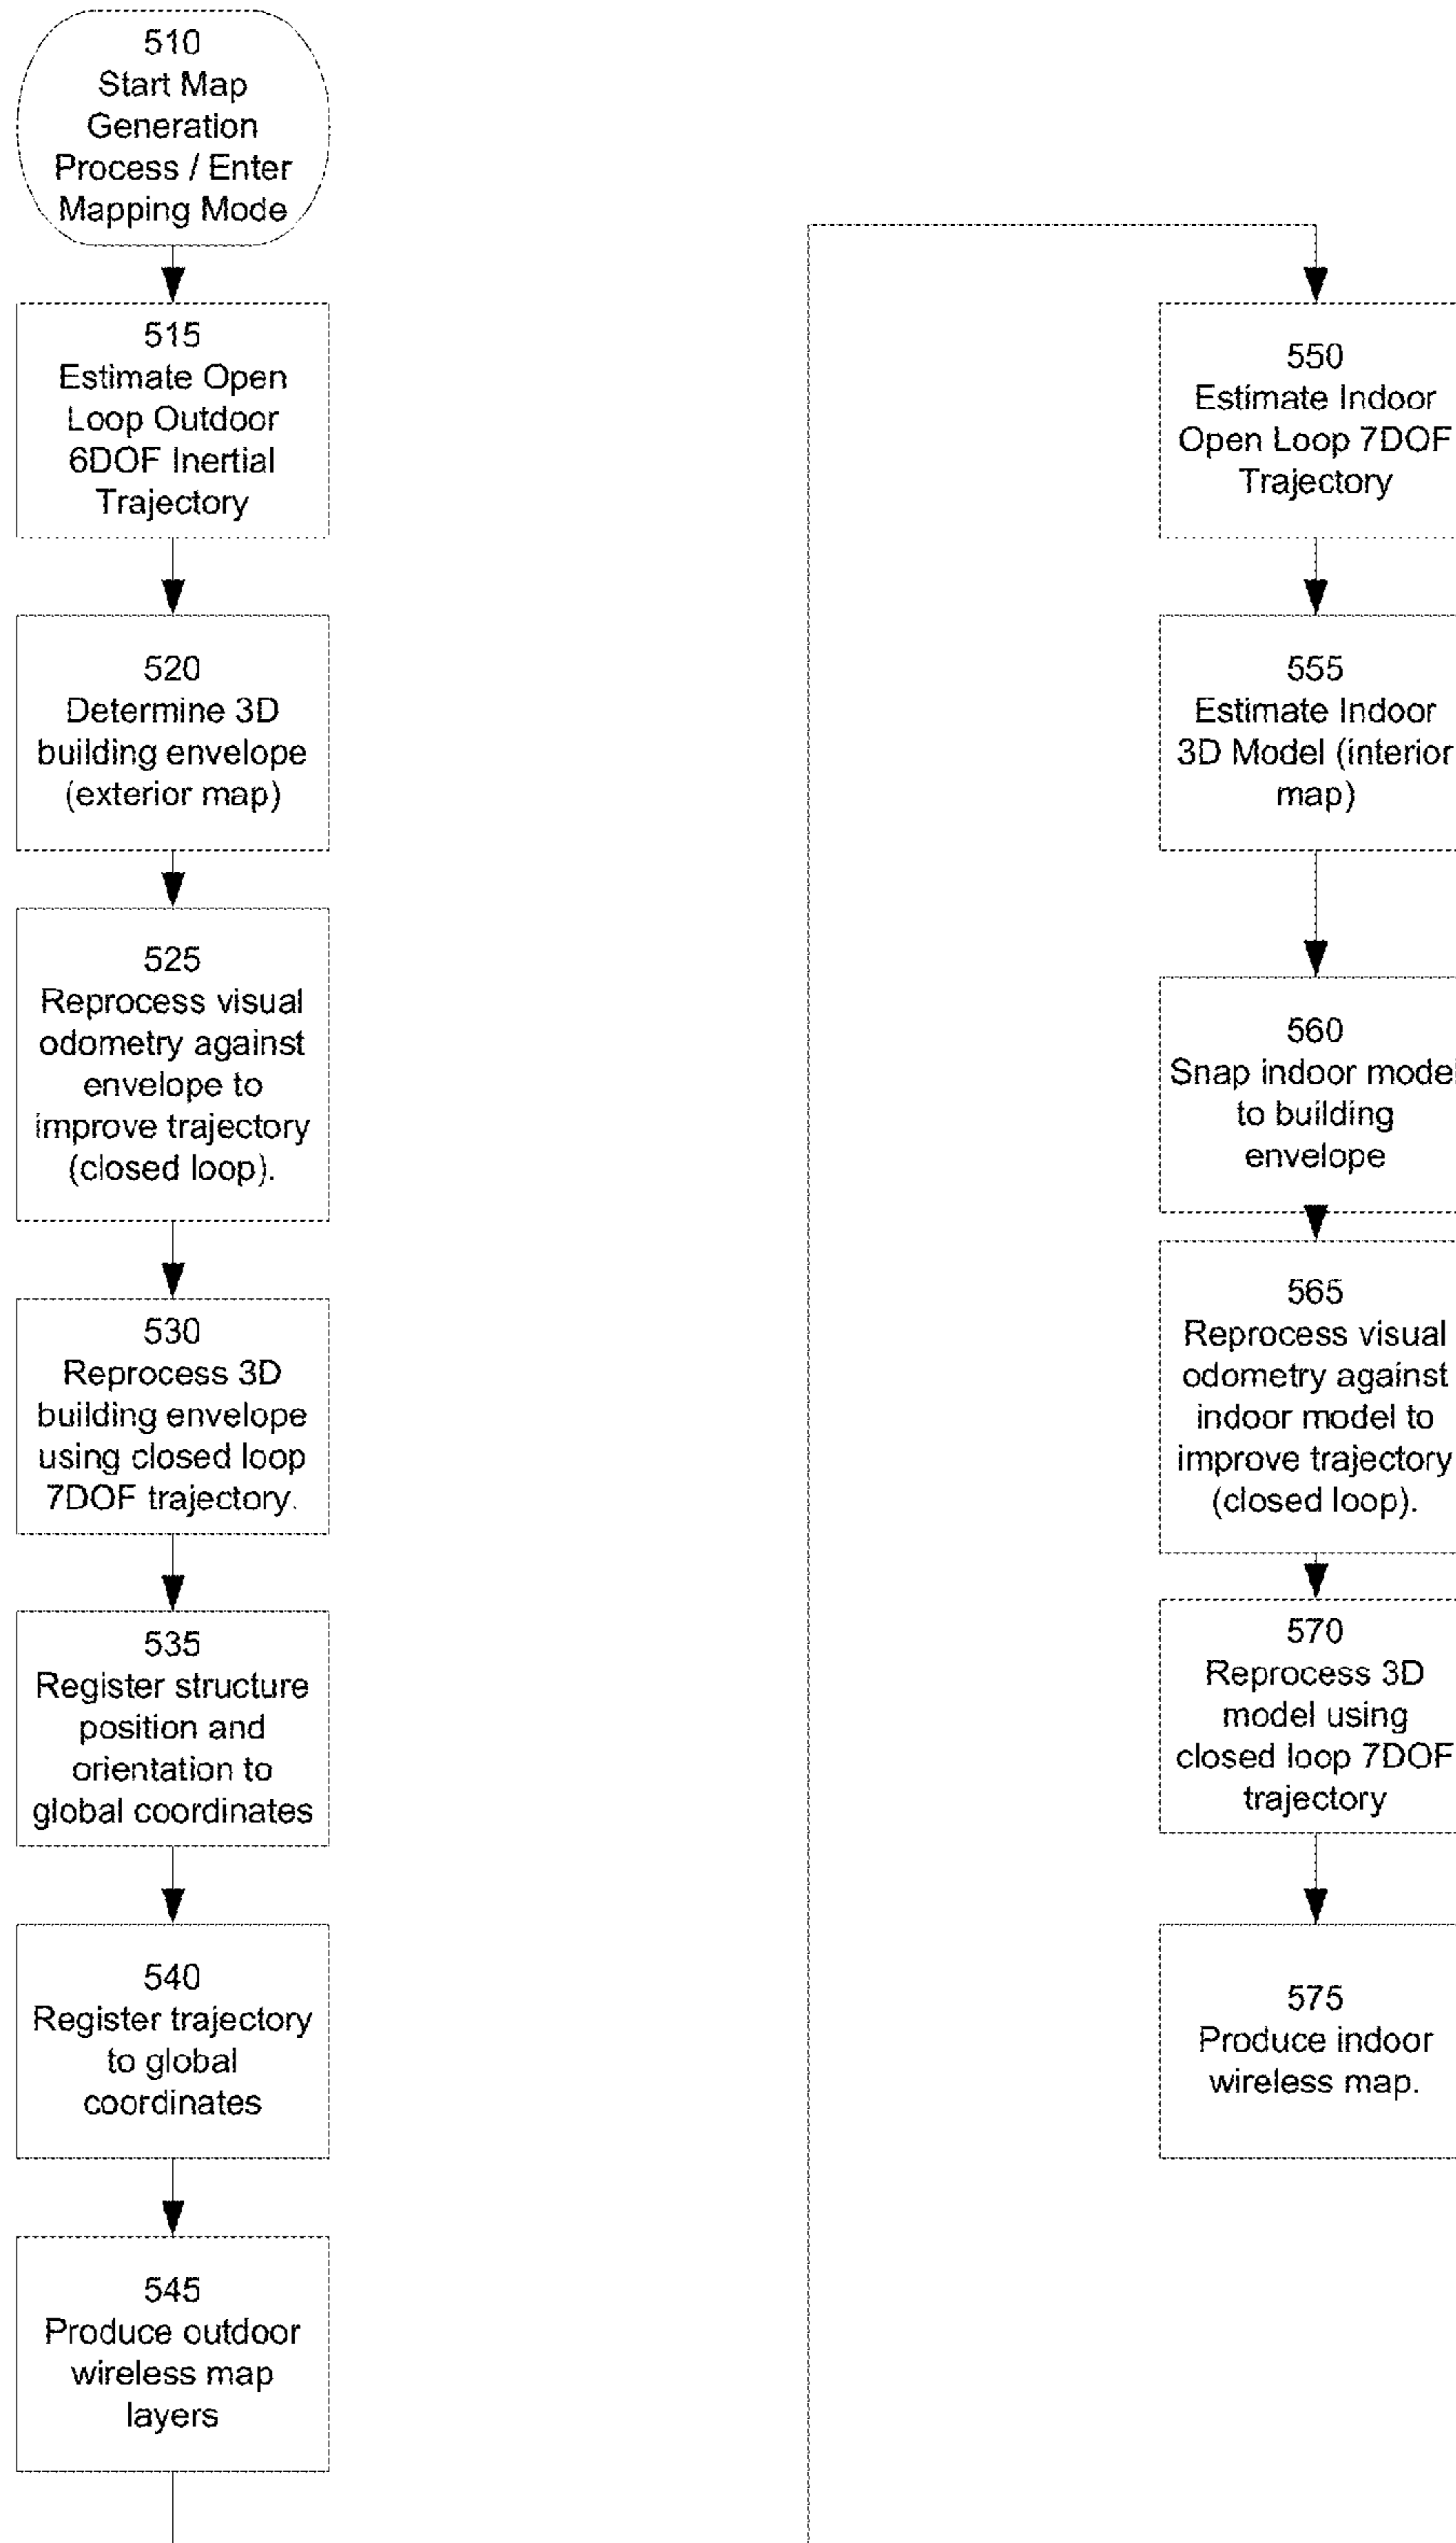 510
Start Map
Generation
Process / Enter
Mapping Mode
515
Estimate Open
Loop Outdoor
6DOF Inertial
Trajectory
520
Determine 3D
building envelope
(exterior map)
525
Reprocess visual
odometry against
envelope to
improve trajectory
(closed loop).
530
Reprocess 3D
building envelope
using closed loop
7DOF trajectory.
535
Register structure
position and
orientation to
global coordinates
540
Register trajectory
to global
coordinates
545
Produce outdoor
wireless map
layers
550
Estimate Indoor
Open Loop 7DOF
Trajectory
555
Estimate Indoor
3D Model (interior
map)
560
Snap indoor model
to building
envelope
565
Reprocess visual
odometry against
indoor model to
improve trajectory
(closed loop).
570
Reprocess 3D
model using
closed loop 7DOF
trajectory
575
Produce indoor
wireless map.